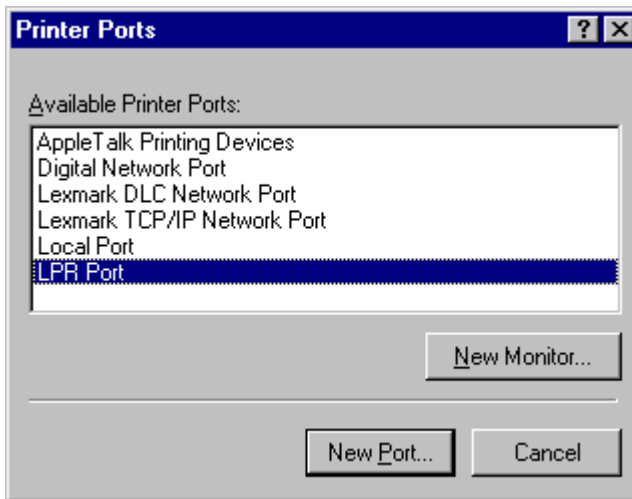 Printer Ports
Available Printer Ports:
AppleTalk Printing Devices
Digital Network Port
Lexmark DLC Network Port
Lexmark TCP/IP Network Port
Local Port
LPR Port
New Monitor...
New Port...
Cancel